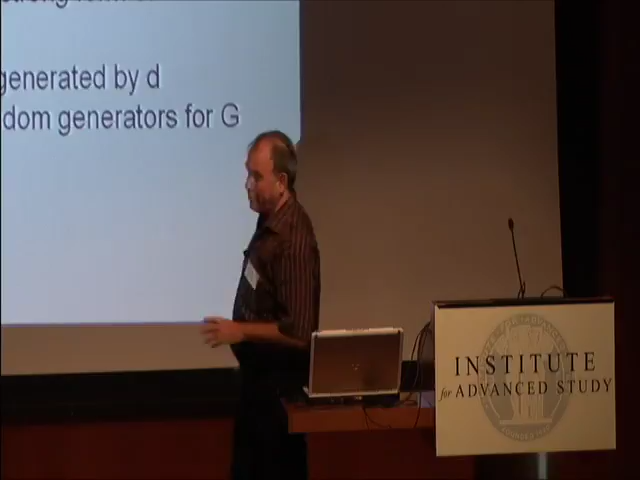 generated by d
dom generators for G
INSTITUTE
for ADVANCED STUDY